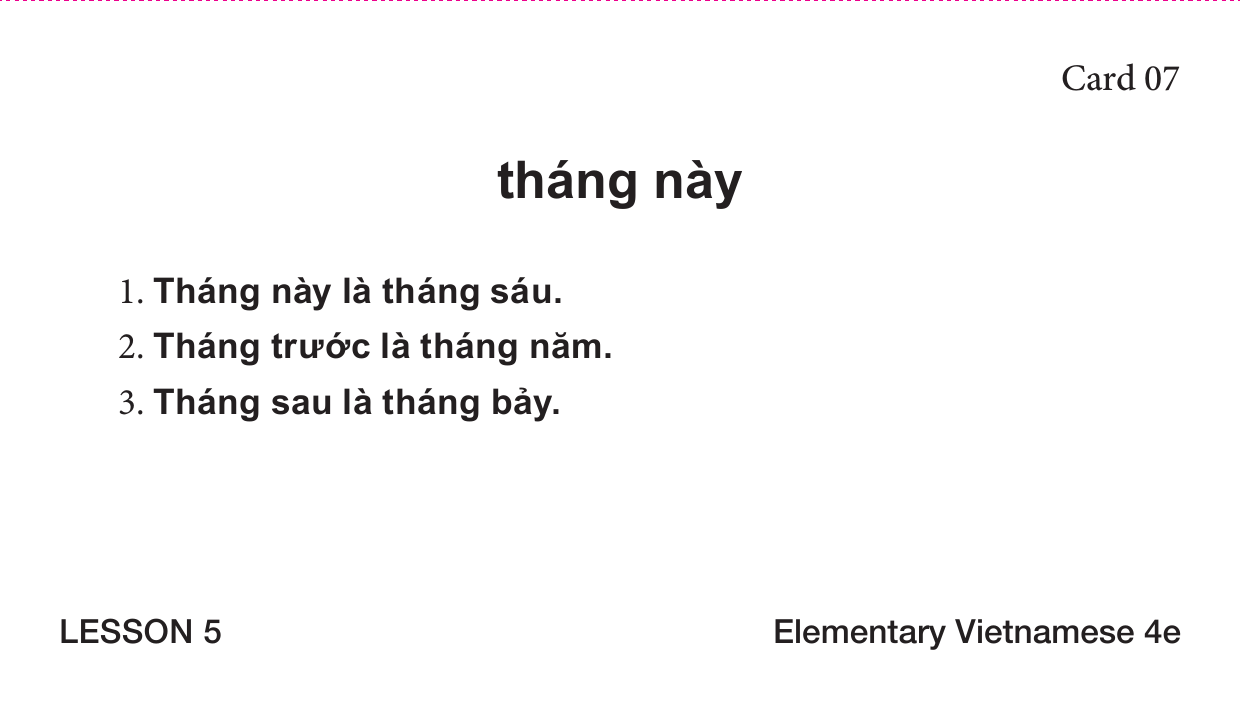 Card 07
tháng này
1. Tháng này là tháng sáu.
2. Tháng trước là tháng năm.
3. Tháng sau là tháng bảy.
LESSON 5
Elementary Vietnamese 4e